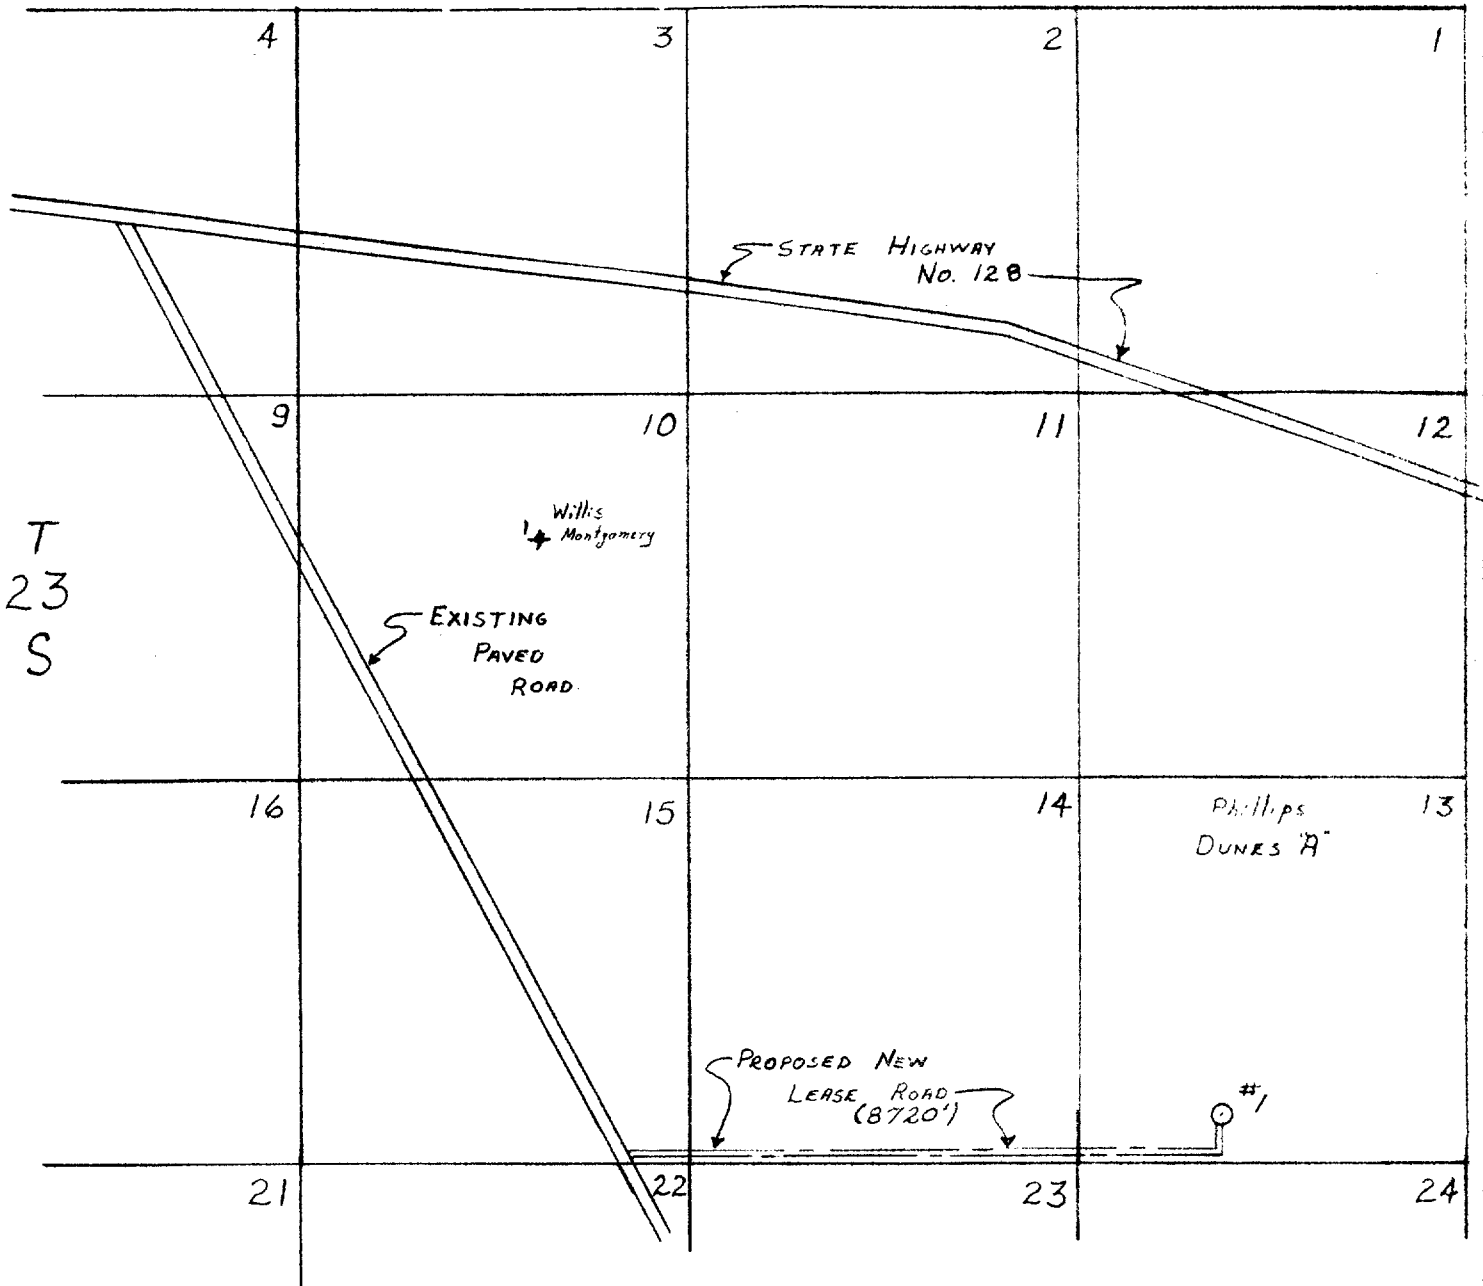 4
3
2
1
STATE HIGHWAY
No. 128
9
10
11
12
T
23
S
1
Willis
Montgomery
EXISTING
PAVED
ROAD
16
15
14
13
Phillips
DUNES "A"
PROPOSED NEW
LEASE ROAD
(8720')
#1
21
22
23
24